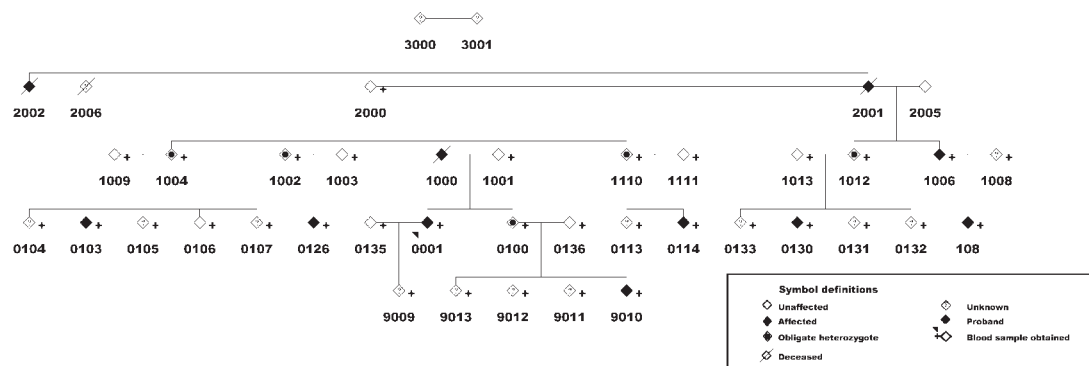 3000 3001
2002 2006 2000 2001 2005
1009 1004 1002 1003 1000 1001 1110 1111 1013 1012 1006 1008
0104 0103 0105 0106 0107 0126 0135 0001 0100 0136 0113 0114 0133 0130 0131 0132 108
9009 9013 9012 9011 9010
Symbol definitions
Unaffected Unknown
Affected Proband
Obligate heterozygote Blood sample obtained
Deceased